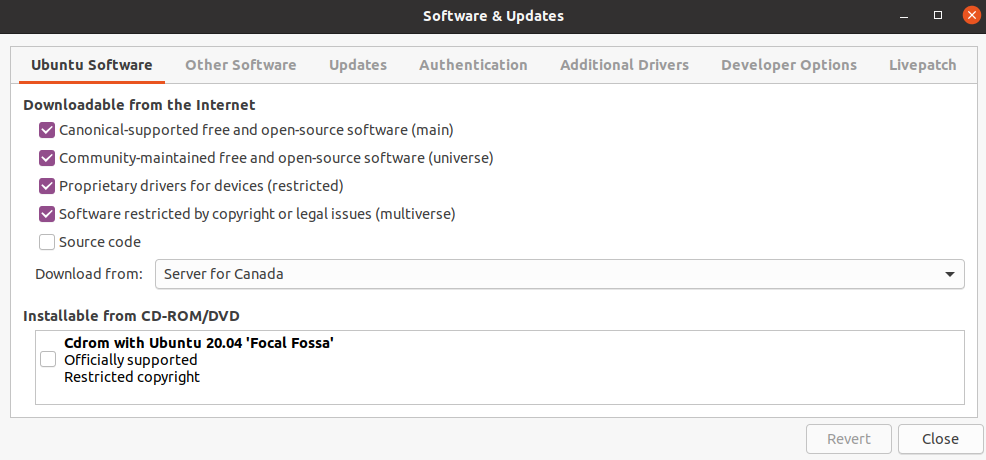 Software & Updates
Ubuntu Software Other Software Updates Authentication Additional Drivers Developer Options Livepatch
Downloadable from the Internet
Canonical-supported free and open-source software (main)
Community-maintained free and open-source software (universe)
Proprietary drivers for devices (restricted)
Software restricted by copyright or legal issues (multiverse)
Source code
Download from: Server for Canada
Installable from CD-ROM/DVD
Cdrom with Ubuntu 20.04 'Focal Fossa'
Officially supported
Restricted copyright
Revert Close